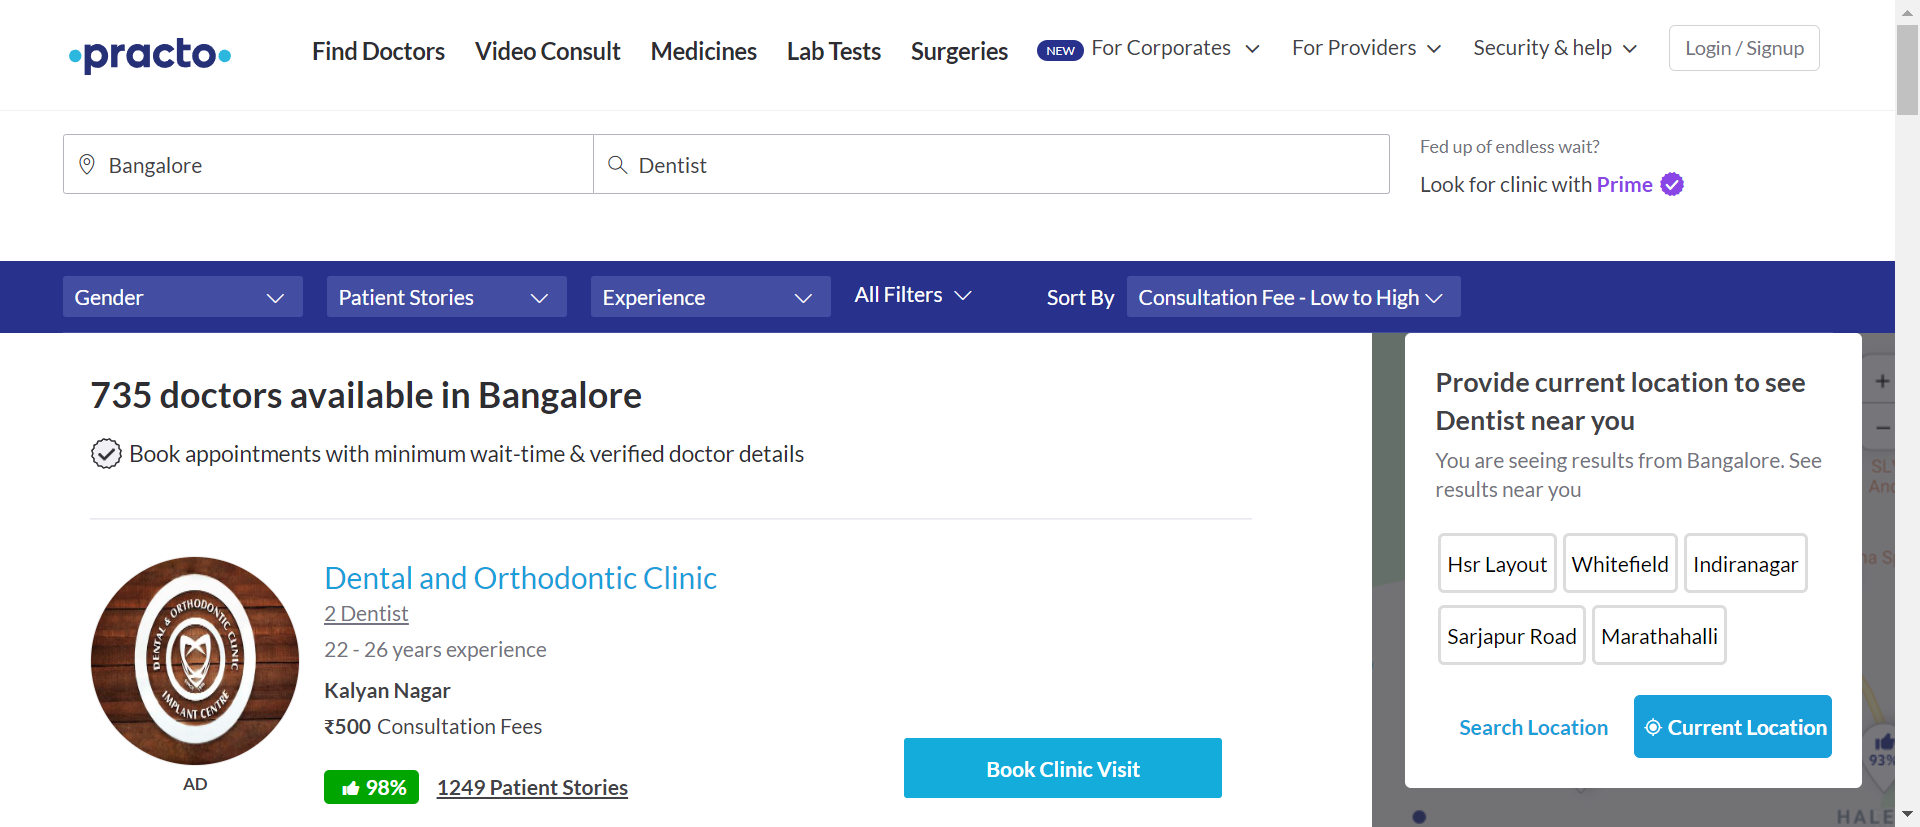 practo
Find Doctors
Video Consult
Medicines
Lab Tests
Surgeries
NEW
For Corporates
For Providers
Security & help
Login / Signup
Bangalore
Dentist
Fed up of endless wait?
Look for clinic with Prime
Gender
Patient Stories
Experience
All Filters
Sort By
Consultation Fee - Low to High
735 doctors available in Bangalore
Book appointments with minimum wait-time & verified doctor details
DENTAL & ORTHODONTIC CLINIC
IMPLANT CENTRE
AD
Dental and Orthodontic Clinic
2 Dentist
22 - 26 years experience
Kalyan Nagar
₹500 Consultation Fees
98%
1249 Patient Stories
Book Clinic Visit
Provide current location to see
Dentist near you
You are seeing results from Bangalore. See
results near you
Hsr Layout
Whitefield
Indiranagar
Sarjapur Road
Marathahalli
Search Location
Current Location
+
−
93%
HALE